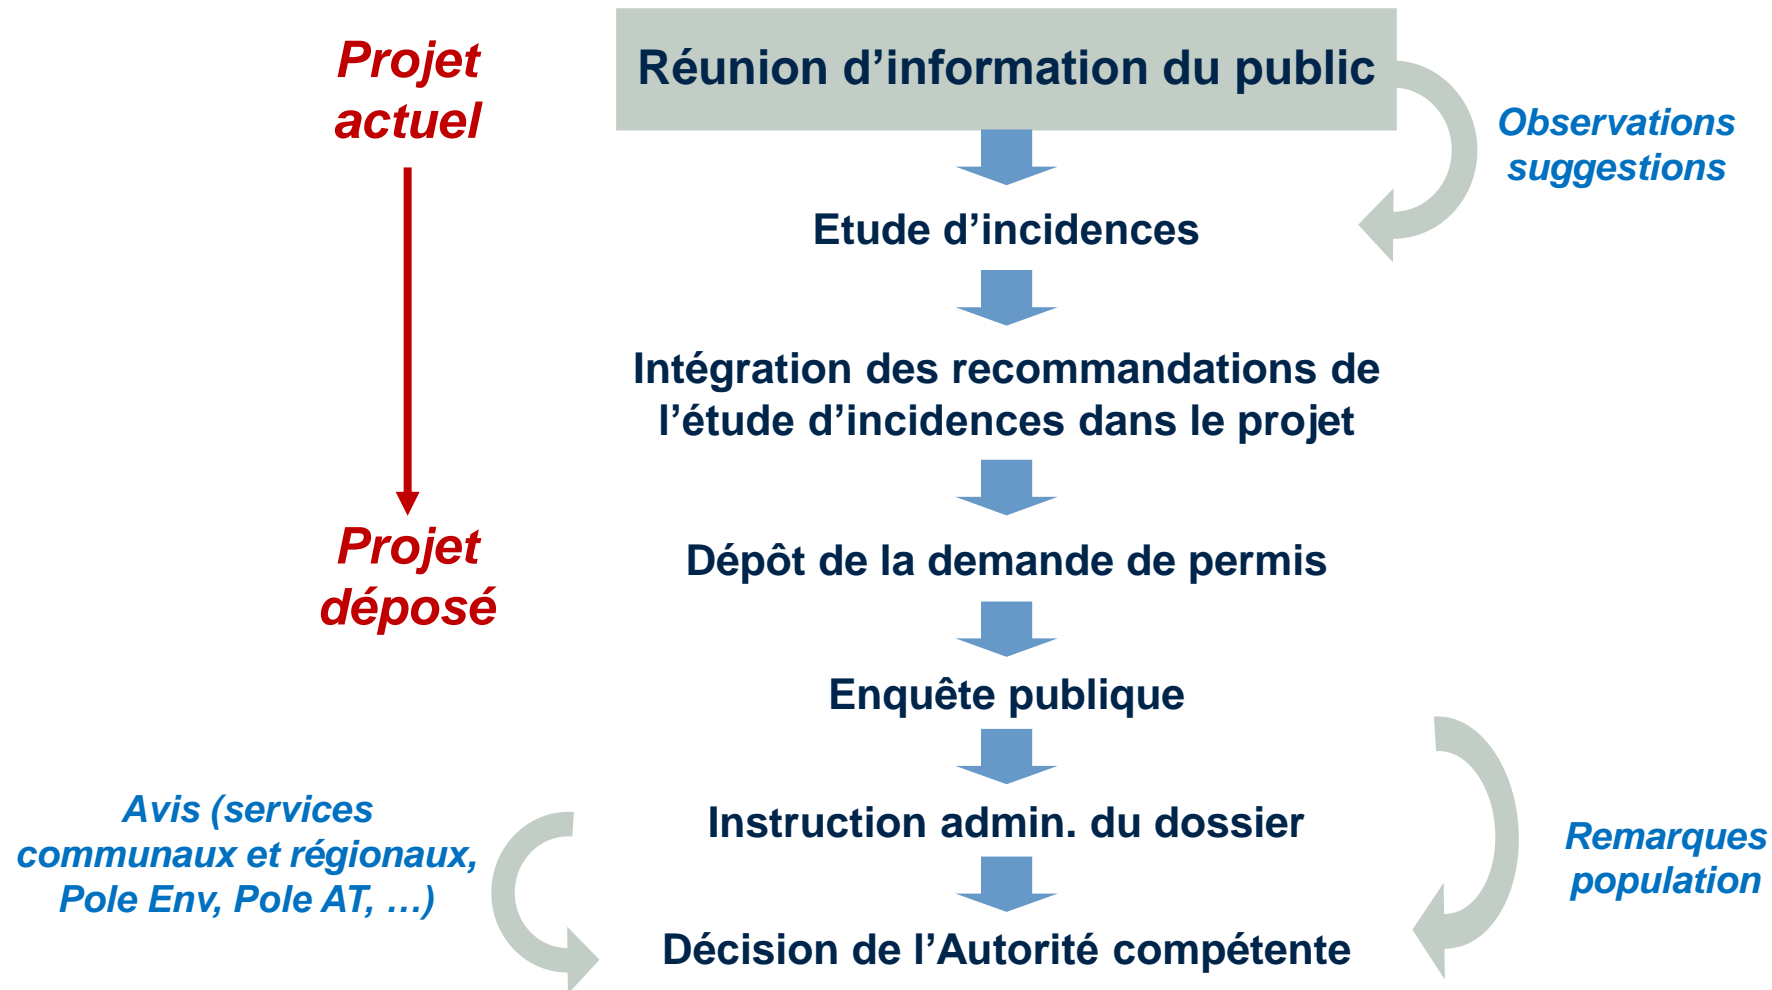 Projet
actuel
Réunion d’information du public
Observations
suggestions
Etude d’incidences
Intégration des recommandations de
l’étude d’incidences dans le projet
Projet
déposé
Dépôt de la demande de permis
Enquête publique
Avis (services
communaux et régionaux,
Pole Env, Pole AT, …)
Instruction admin. du dossier
Remarques
population
Décision de l’Autorité compétente